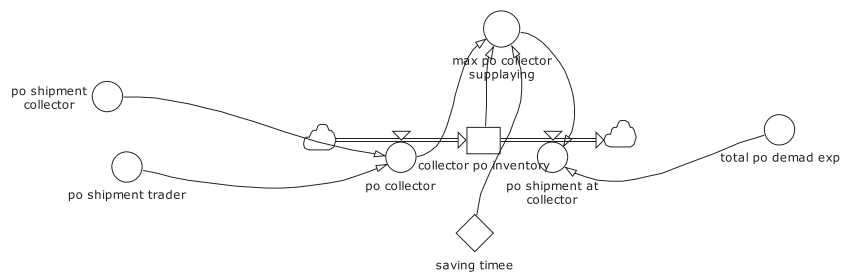 max po collector
supplaying
po shipment
collector
total po demad exp
collector po inventory
po collector
po shipment at
collector
po shipment trader
saving timee